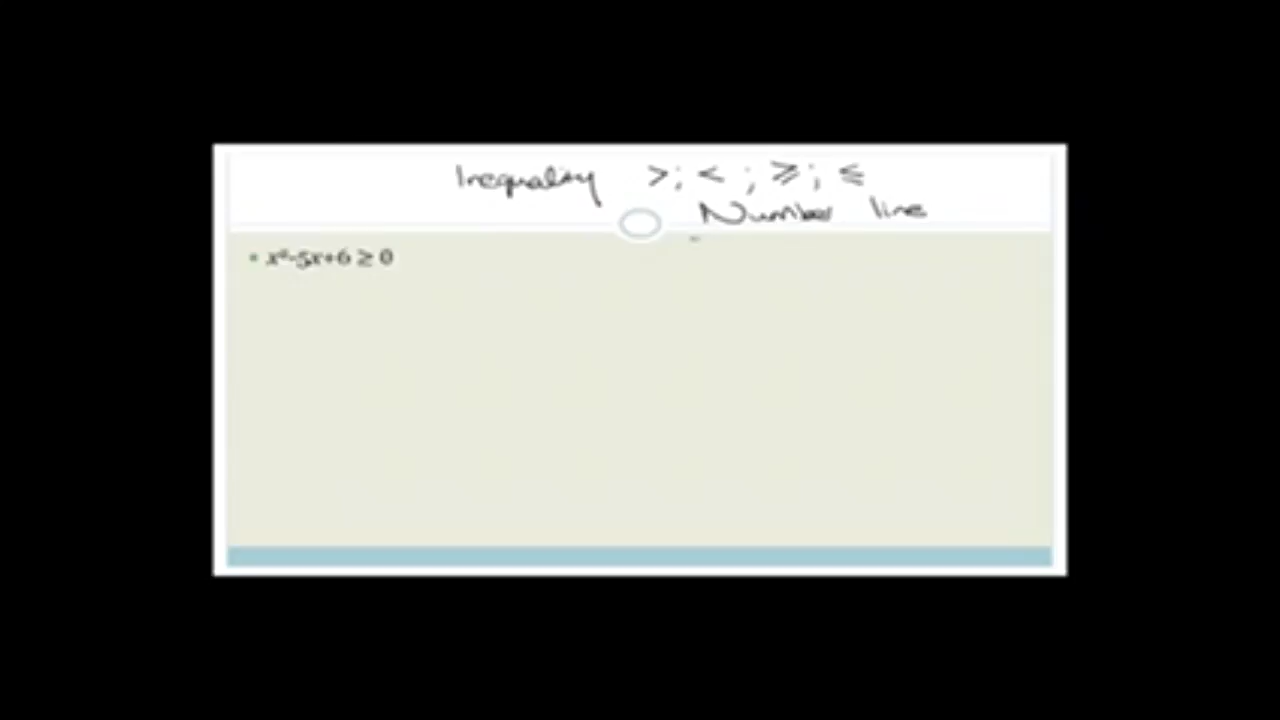 Inequality >; < ; ≥; ≤
Number line
• x²-5x+6 ≥ 0